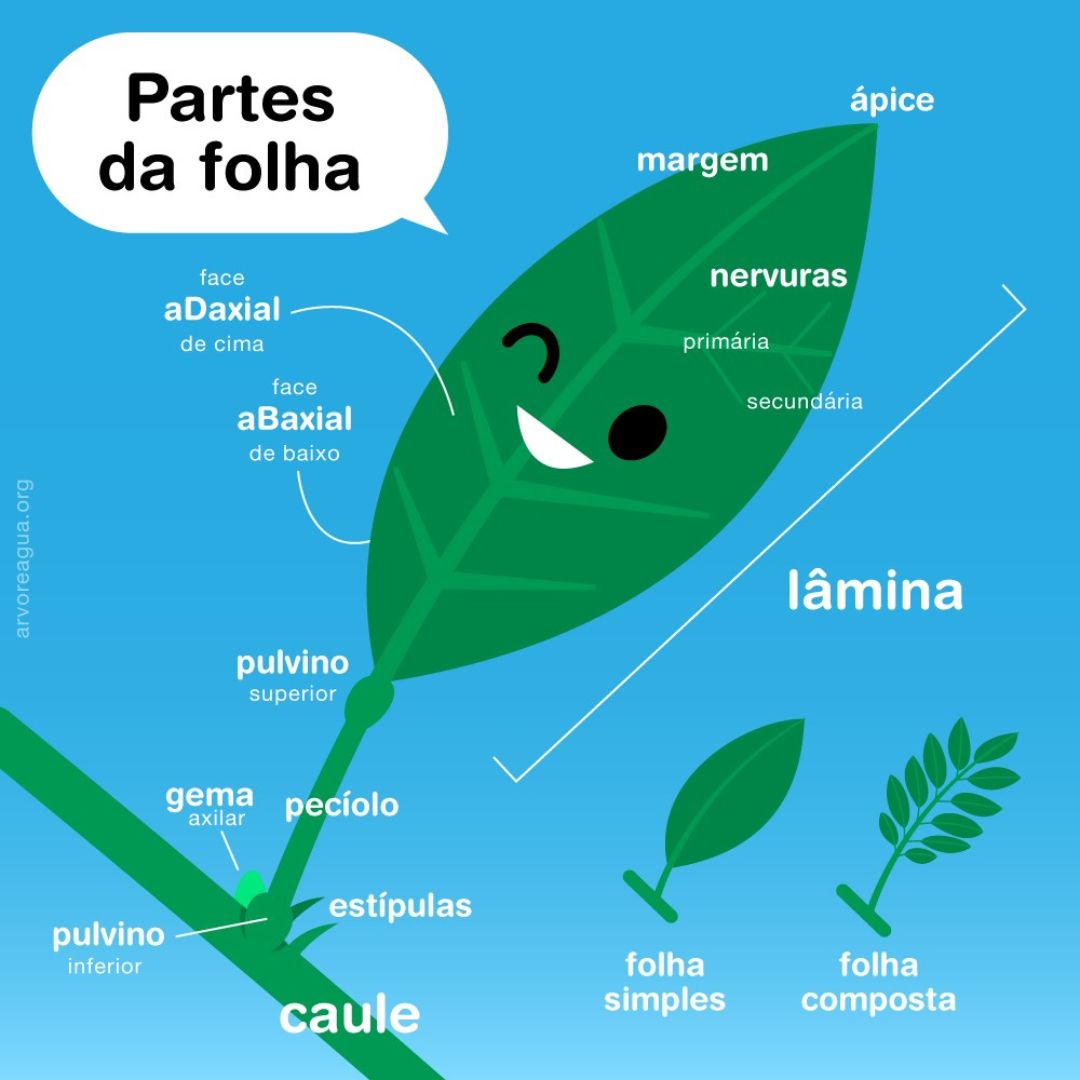 Partes
da folha
ápice
margem
nervuras
primária
secundária
face
aDaxial
de cima
face
aBaxial
de baixo
arvoreagua.org
lâmina
pulvino
superior
gema
axilar
pecíolo
estípulas
pulvino
inferior
caule
folha
simples
folha
composta